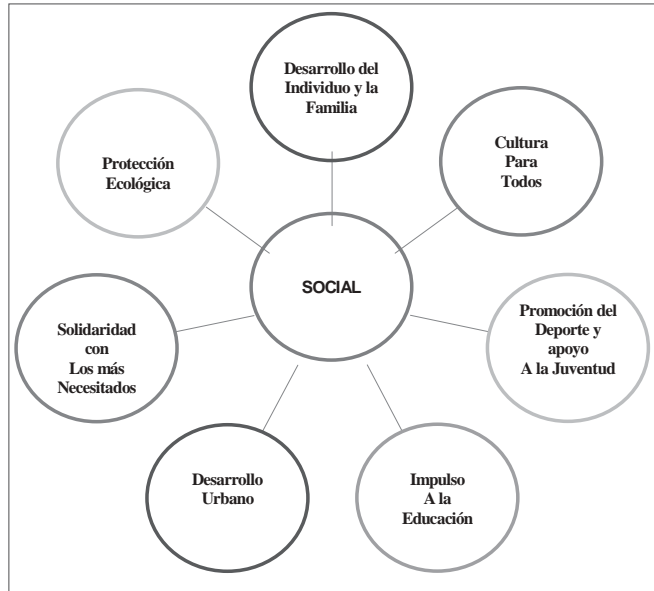 Desarrollo del
Individuo y la
Familia
Protección
Ecológica
Cultura
Para
Todos
SOCIAL
Solidaridad
con
Los más
Necesitados
Promoción del
Deporte y
apoyo
A la Juventud
Desarrollo
Urbano
Impulso
A la
Educación